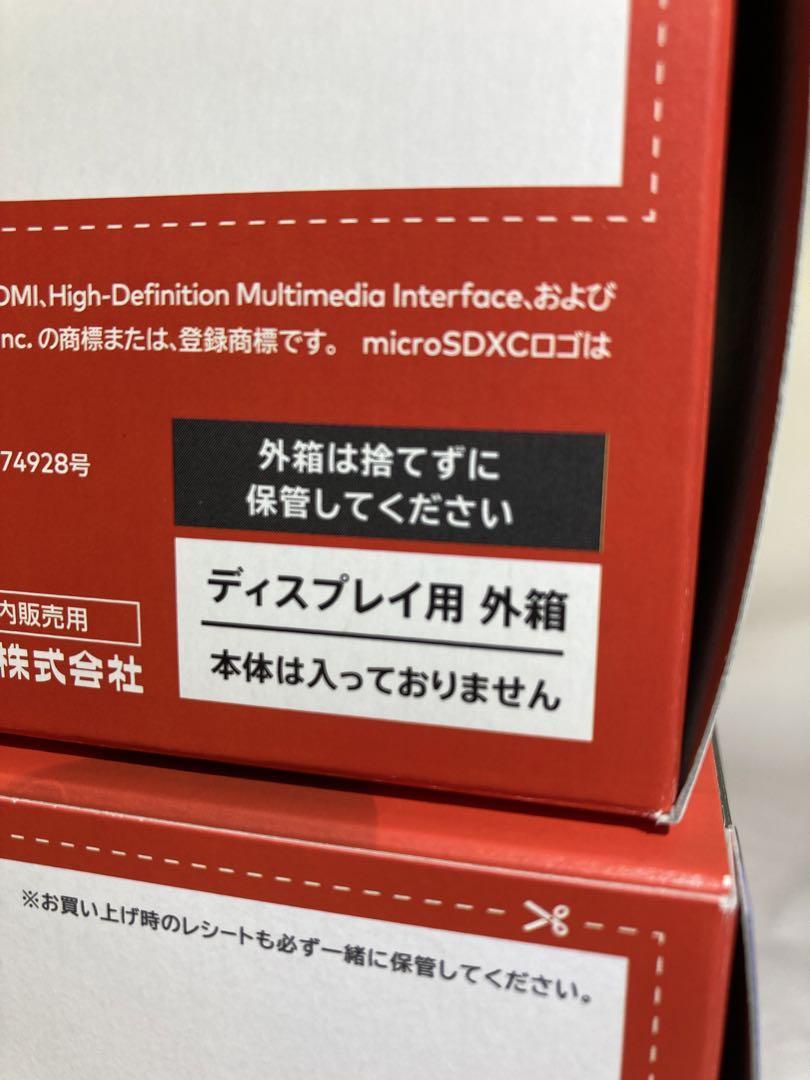 DMI、High-Definition Multimedia Interface、および
nc. の商標または、登録商標です。 microSDXCロゴは
74928号
外箱は捨てずに
保管してください
内販売用
株式会社
ディスプレイ用 外箱
本体は入っておりません
※お買い上げ時のレシートも必ず一緒に保管してください。